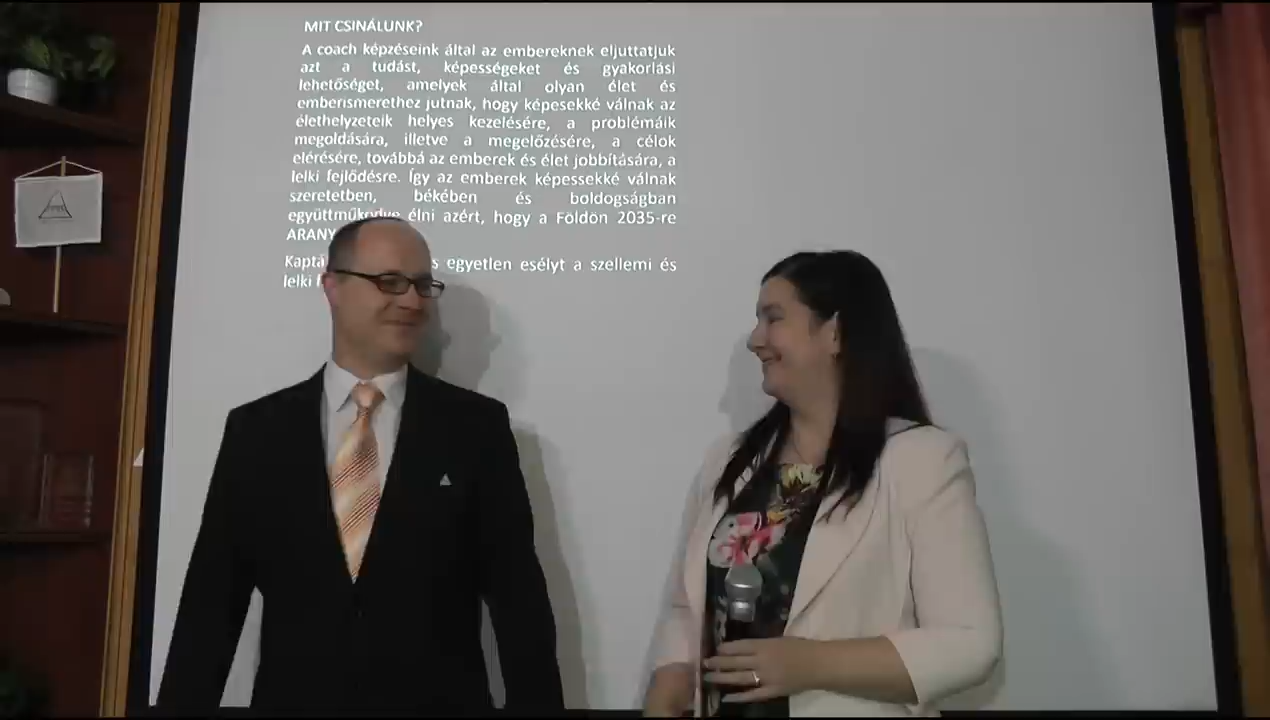 MIT CSINÁLUNK?
A coach képzéseink által az embereknek eljuttatjuk
azt a tudást, képességeket és gyakorlási
lehetőséget, amelyek által olyan élet és
emberismerethez jutnak, hogy képesekké válnak az
élethelyzeteik helyes kezelésére, a problémáik
megoldására, illetve a megelőzésére, a célok
elérésére, továbbá az emberek és élet jobbítására, a
lelki fejlődésre. Így az emberek képessekké válnak
szeretetben, békében és boldogságban
együttműködve élni azért, hogy a Földön 2035-re
ARANY
egyetlen esélyt a szellemi és
lelki